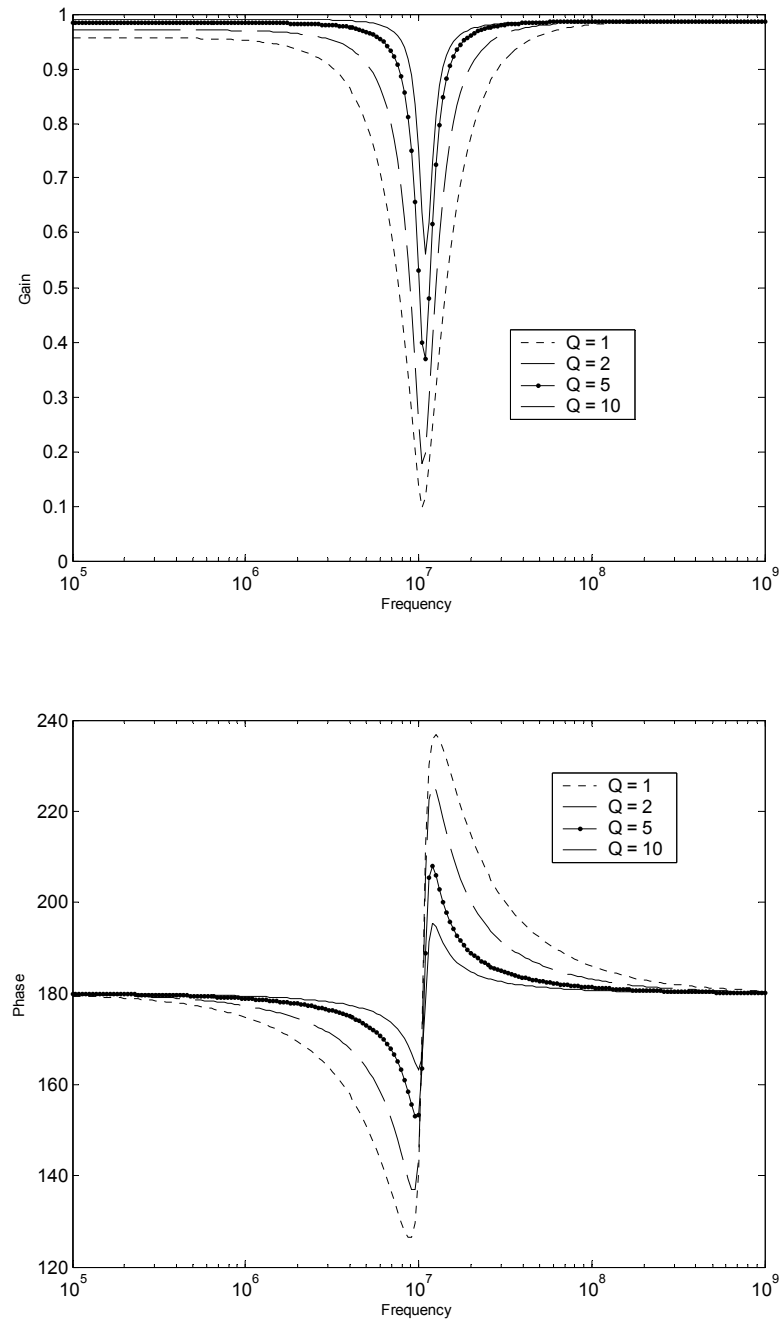 1
0.9
0.8
0.7
0.6
0.5
0.4
0.3
0.2
0.1
0
Gain
Q = 1
Q = 2
Q = 5
Q = 10
10^5 10^6 10^7 10^8 10^9
Frequency
240
220
200
180
160
140
120
Phase
Q = 1
Q = 2
Q = 5
Q = 10
10^5 10^6 10^7 10^8 10^9
Frequency